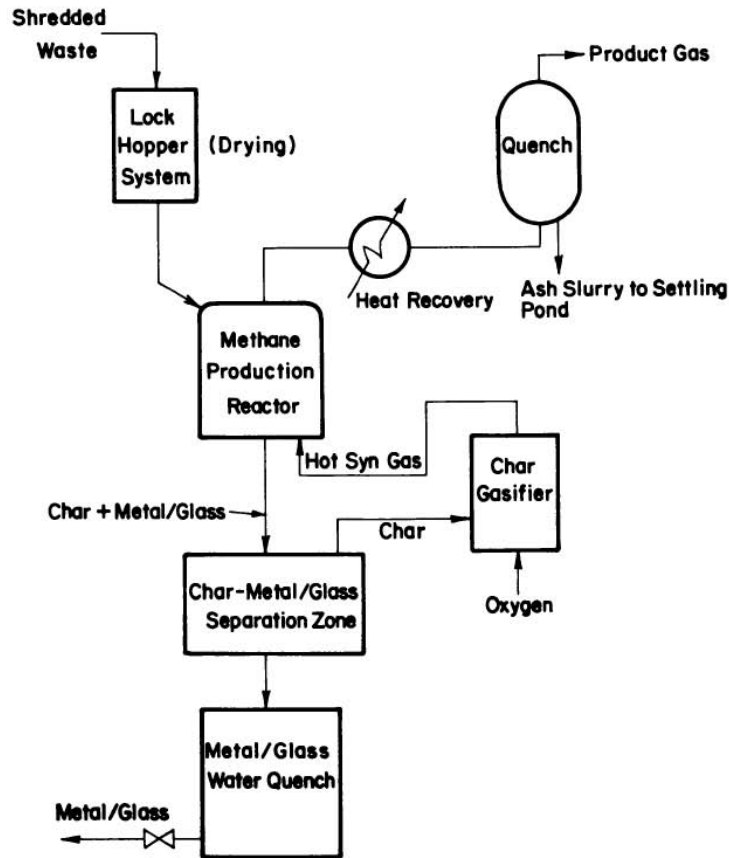 Shredded
Waste
Lock
Hopper
System
(Drying)
Product Gas
Quench
Heat Recovery
Ash Slurry to Settling
Pond
Methane
Production
Reactor
Hot Syn Gas
Char
Gasifier
Char + Metal/Glass
Char
Oxygen
Char-Metal/Glass
Separation Zone
Metal/Glass
Water Quench
Metal/Glass